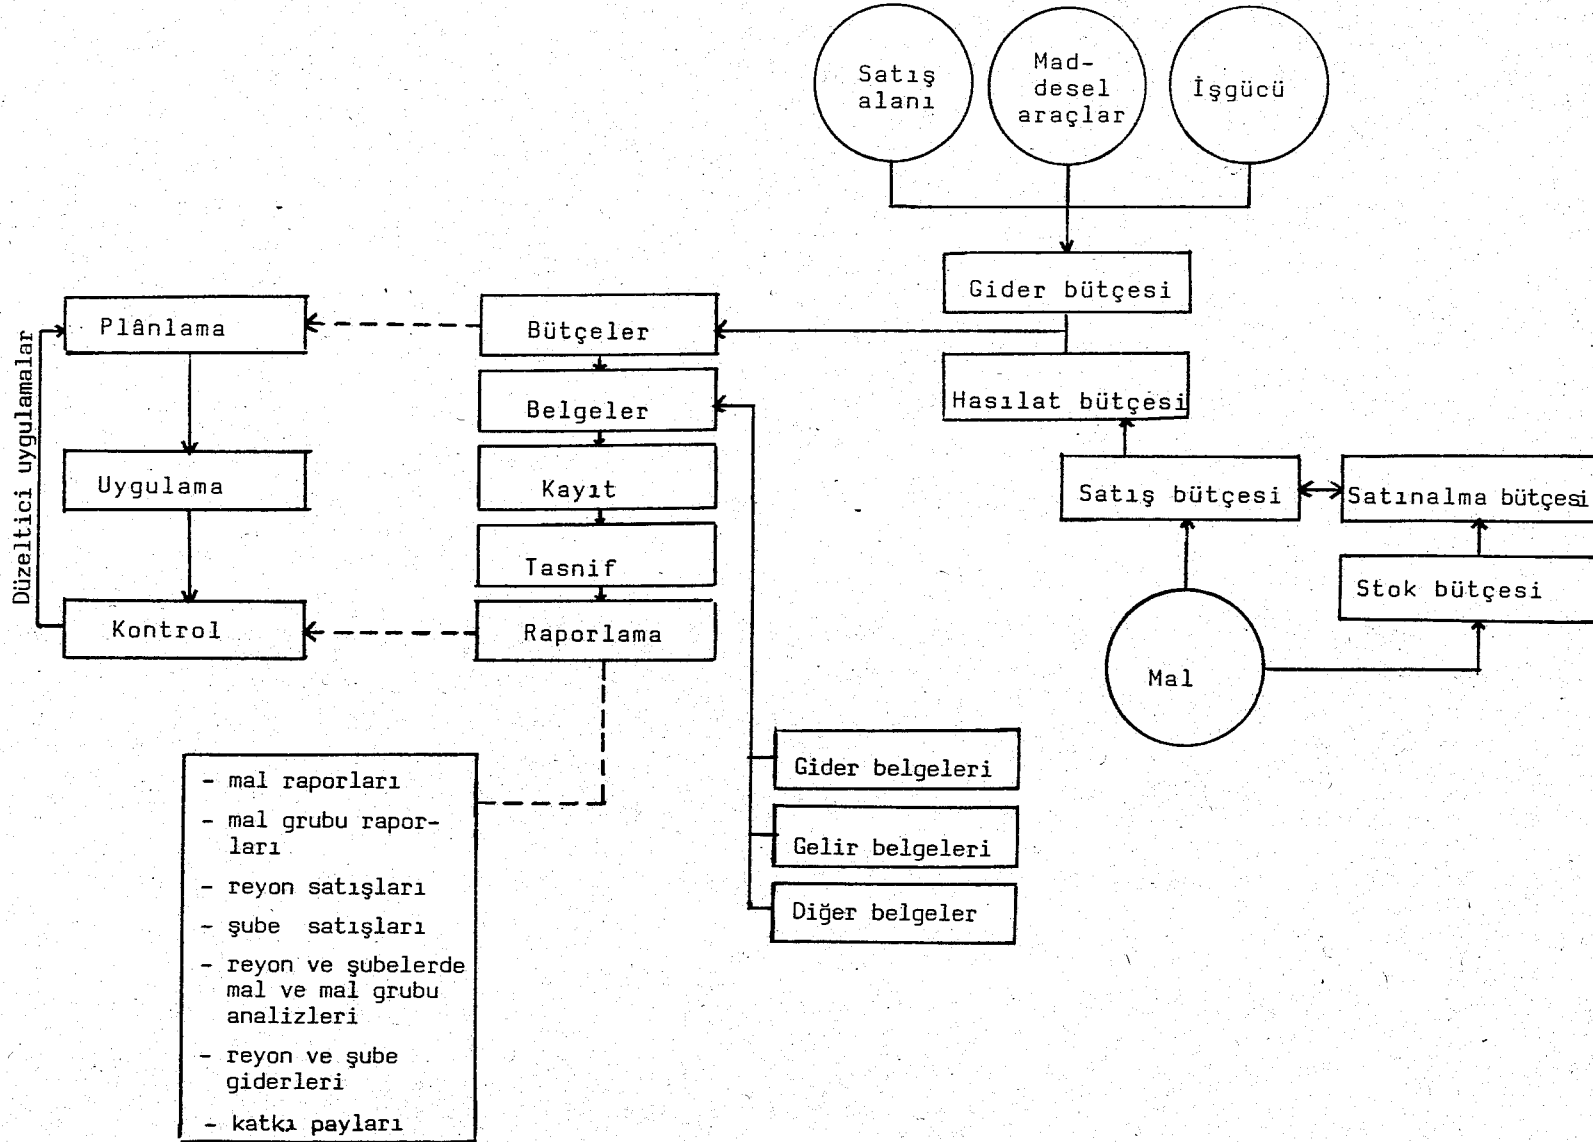 Satış
alanı
Mad-
desel
araçlar
İşgücü
Gider bütçesi
Plânlama
Bütçeler
Hasılat bütçesi
Belgeler
Düzeltici uygulamalar
Uygulama
Kayıt
Satış bütçesi
Satınalma bütçesi
Tasnif
Stok bütçesi
Kontrol
Raporlama
Mal
Gider belgeleri
Gelir belgeleri
Diğer belgeler
- mal raporları
- mal grubu rapor-
ları
- reyon satışları
- şube satışları
- reyon ve şubelerde
mal ve mal grubu
analizleri
- reyon ve şube
giderleri
- katkı payları